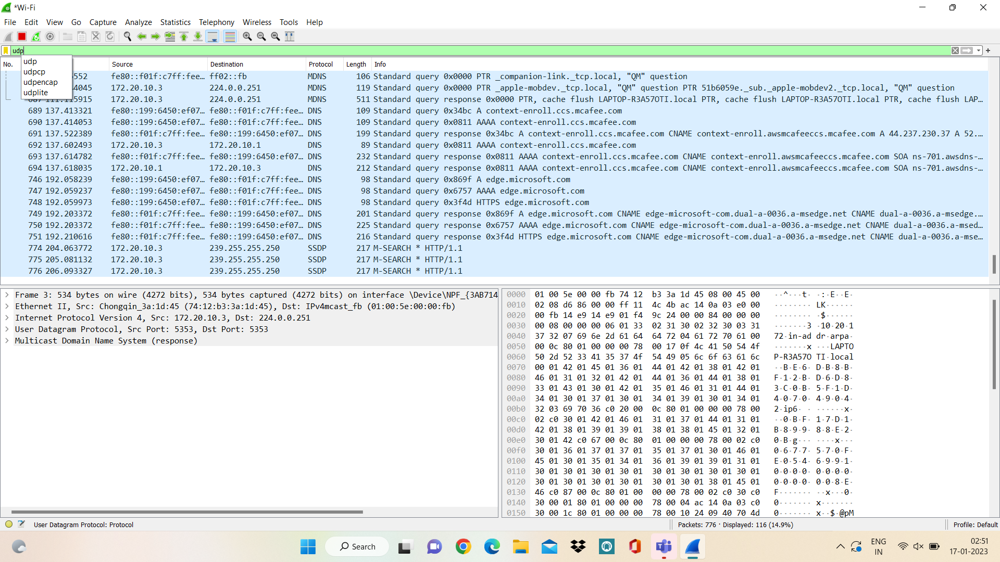 *Wi-Fi
File Edit View Go Capture Analyze Statistics Telephony Wireless Tools Help
udp
udp
udpcp
udpencap
udplite
No. Source Destination Protocol Length Info
552 fe80::f01f:c7ff:fee… ff02::fb MDNS 106 Standard query 0x0000 PTR _companion-link._tcp.local, "QM" question
4045 172.20.10.3 224.0.0.251 MDNS 119 Standard query 0x0000 PTR _apple-mobdev._tcp.local, "QM" question PTR 51b6059e._sub._apple-mobdev2._tcp.local, "QM" question
687 111.115915 172.20.10.3 224.0.0.251 MDNS 511 Standard query response 0x0000 PTR, cache flush LAPTOP-R3A57OTI.local PTR, cache flush LAPTOP-R3A57OTI.local PTR, cache flush LAP…
689 137.413321 fe80::199:6450:ef07… fe80::f01f:c7ff:fee… DNS 109 Standard query 0x34bc A context-enroll.ccs.mcafee.com
690 137.414053 fe80::199:6450:ef07… fe80::f01f:c7ff:fee… DNS 109 Standard query 0x0811 AAAA context-enroll.ccs.mcafee.com
691 137.522389 fe80::f01f:c7ff:fee… fe80::199:6450:ef07… DNS 199 Standard query response 0x34bc A context-enroll.ccs.mcafee.com CNAME context-enroll.awsmcafeeccs.mcafee.com A 44.237.230.37 A 52.…
692 137.602493 172.20.10.3 172.20.10.1 DNS 89 Standard query 0x0811 AAAA context-enroll.ccs.mcafee.com
693 137.614782 fe80::f01f:c7ff:fee… fe80::199:6450:ef07… DNS 232 Standard query response 0x0811 AAAA context-enroll.ccs.mcafee.com CNAME context-enroll.awsmcafeeccs.mcafee.com SOA ns-701.awsdns-…
694 137.618035 172.20.10.1 172.20.10.3 DNS 212 Standard query response 0x0811 AAAA context-enroll.ccs.mcafee.com CNAME context-enroll.awsmcafeeccs.mcafee.com SOA ns-701.awsdns-…
746 192.058239 fe80::199:6450:ef07… fe80::f01f:c7ff:fee… DNS 98 Standard query 0x869f A edge.microsoft.com
747 192.059237 fe80::199:6450:ef07… fe80::f01f:c7ff:fee… DNS 98 Standard query 0x6757 AAAA edge.microsoft.com
748 192.059973 fe80::199:6450:ef07… fe80::f01f:c7ff:fee… DNS 98 Standard query 0x3f4d HTTPS edge.microsoft.com
749 192.203372 fe80::f01f:c7ff:fee… fe80::199:6450:ef07… DNS 201 Standard query response 0x869f A edge.microsoft.com CNAME edge-microsoft-com.dual-a-0036.a-msedge.net CNAME dual-a-0036.a-msedge.…
750 192.203372 fe80::f01f:c7ff:fee… fe80::199:6450:ef07… DNS 225 Standard query response 0x6757 AAAA edge.microsoft.com CNAME edge-microsoft-com.dual-a-0036.a-msedge.net CNAME dual-a-0036.a-msed…
751 192.210616 fe80::f01f:c7ff:fee… fe80::199:6450:ef07… DNS 216 Standard query response 0x3f4d HTTPS edge.microsoft.com CNAME edge-microsoft-com.dual-a-0036.a-msedge.net CNAME dual-a-0036.a-mse…
774 204.063772 172.20.10.3 239.255.255.250 SSDP 217 M-SEARCH * HTTP/1.1
775 205.081132 172.20.10.3 239.255.255.250 SSDP 217 M-SEARCH * HTTP/1.1
776 206.093327 172.20.10.3 239.255.255.250 SSDP 217 M-SEARCH * HTTP/1.1
Frame 3: 534 bytes on wire (4272 bits), 534 bytes captured (4272 bits) on interface \Device\NPF_{3AB714
Ethernet II, Src: Chongqin_3a:1d:45 (74:12:b3:3a:1d:45), Dst: IPv4mcast_fb (01:00:5e:00:00:fb)
Internet Protocol Version 4, Src: 172.20.10.3, Dst: 224.0.0.251
User Datagram Protocol, Src Port: 5353, Dst Port: 5353
Multicast Domain Name System (response)
0000 01 00 5e 00 00 fb 74 12 b3 3a 1d 45 08 00 45 00 ··^···t· ·:·E··E·
0010 02 08 d6 86 00 00 ff 11 4c 4b ac 14 0a 03 e0 00 ········ LK······
0020 00 fb 14 e9 14 e9 01 f4 9c 24 00 00 84 00 00 00 ········ ·$······
0030 00 08 00 00 00 06 01 33 02 31 30 02 32 30 03 31 ·······3 ·10·20·1
0040 37 32 07 69 6e 2d 61 64 64 72 04 61 72 70 61 00 72·in-ad dr·arpa·
0050 00 0c 80 01 00 00 00 78 00 17 0f 4c 41 50 54 4f ·······x ···LAPTO
0060 50 2d 52 33 41 35 37 4f 54 49 05 6c 6f 63 61 6c P-R3A57O TI·local
0070 00 01 42 01 45 01 36 01 44 01 42 01 38 01 42 01 ··B·E·6· D·B·8·B·
0080 46 01 31 01 32 01 42 01 44 01 36 01 44 01 38 01 F·1·2·B· D·6·D·8·
0090 33 01 43 01 30 01 42 01 35 01 46 01 31 01 44 01 3·C·0·B· 5·F·1·D·
00a0 34 01 30 01 37 01 30 01 34 01 39 01 30 01 34 01 4·0·7·0· 4·9·0·4·
00b0 32 03 69 70 36 c0 20 00 0c 80 01 00 00 00 78 00 2·ip6· · ······x·
00c0 02 c0 30 01 42 01 46 01 31 01 37 01 44 01 31 01 ··0·B·F· 1·7·D·1·
00d0 42 01 38 01 39 01 39 01 38 01 38 01 45 01 32 01 B·8·9·9· 8·8·E·2·
00e0 30 01 42 c0 67 00 0c 80 01 00 00 00 78 00 02 c0 0·B·g··· ····x···
00f0 30 01 36 01 37 01 37 01 35 01 37 01 30 01 46 01 0·6·7·7· 5·7·0·F·
0100 45 01 30 01 35 01 34 01 36 01 39 01 39 01 31 01 E·0·5·4· 6·9·9·1·
0110 30 01 30 01 30 01 30 01 30 01 30 01 30 01 30 01 0·0·0·0· 0·0·0·0·
0120 30 01 30 01 30 01 30 01 30 01 30 01 38 01 45 01 0·0·0·0· 0·0·8·E·
0130 46 c0 87 00 0c 80 01 00 00 00 78 00 02 c0 30 c0 F······· ··x···0·
0140 30 00 01 80 01 00 00 00 78 00 04 ac 14 0a 03 c0 0······· x·······
0150 30 00 1c 80 01 00 00 00 78 00 10 24 09 40 70 4d 0······· x··$·@pM
User Datagram Protocol: Protocol
Packets: 776 · Displayed: 116 (14.9%)
Profile: Default
Search
ENG
IN
02:51
17-01-2023